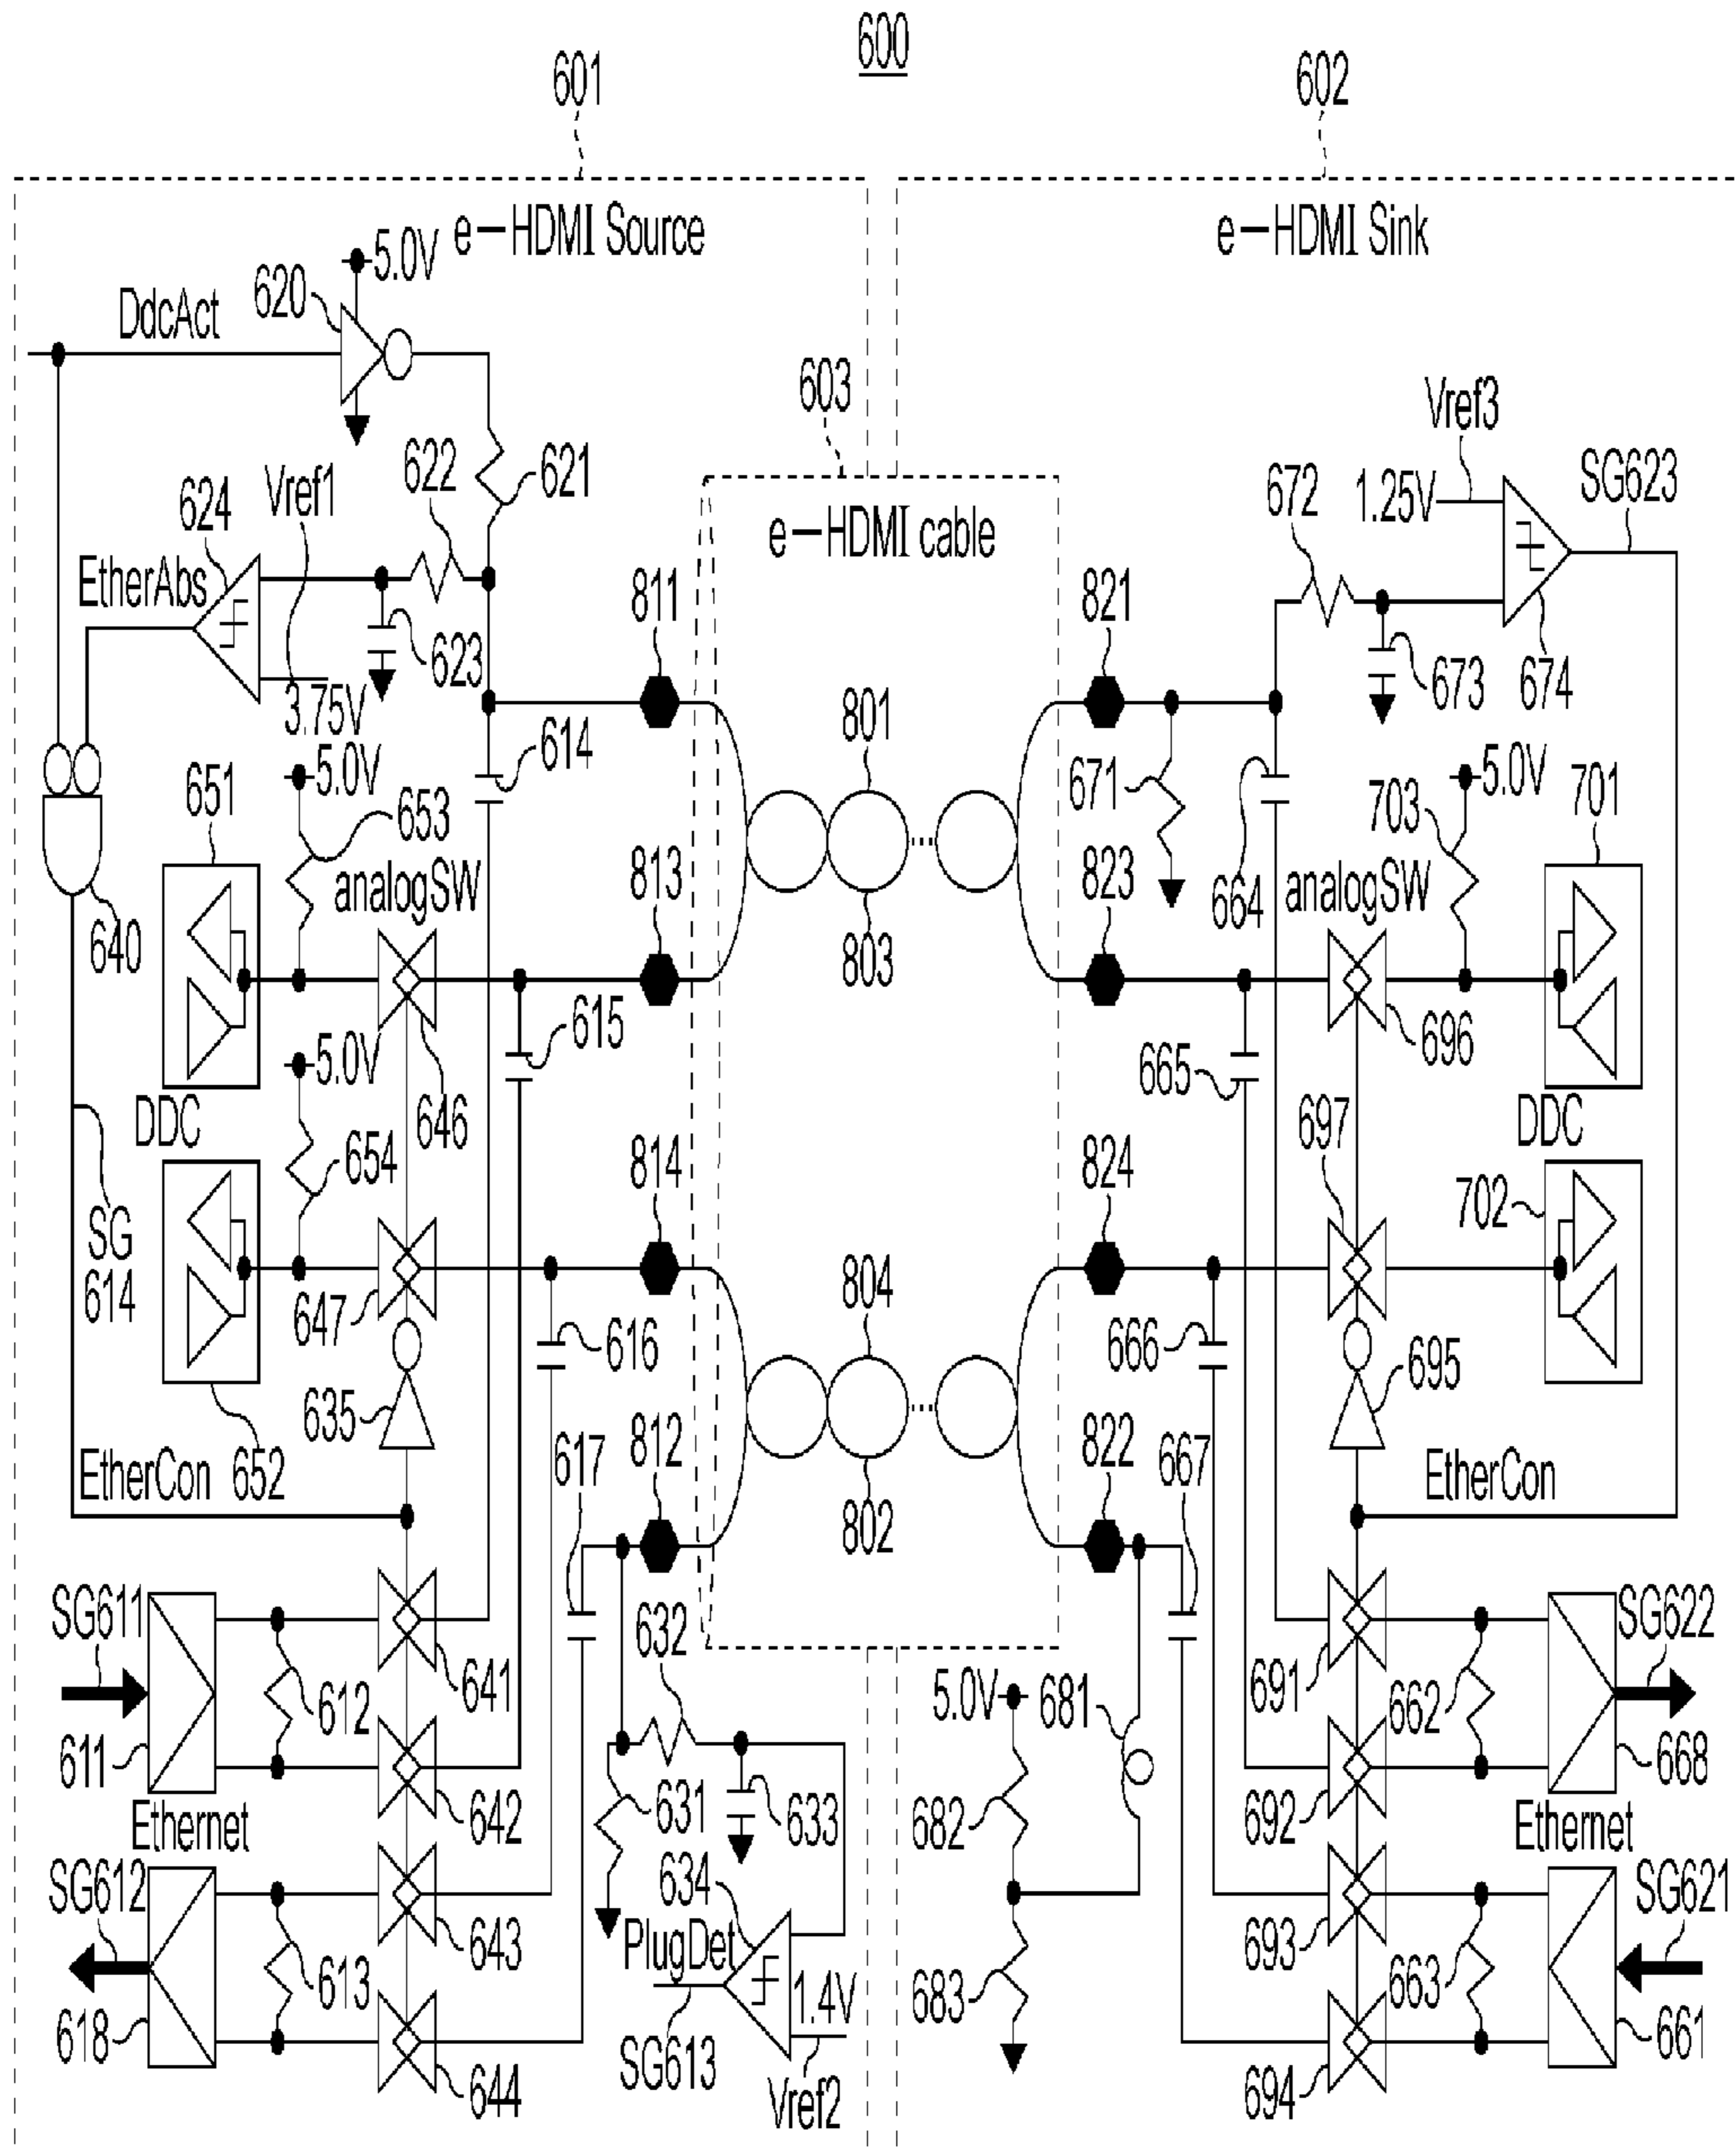 600
601
602
e—HDMI Source
e—HDMI Sink
5.0V
620
DdcAct
603
Vref3
SG623
622
621
672
1.25V
624
Vref1
e—HDMI cable
EtherAbs
811
821
623
673
674
3.75V
801
614
5.0V
5.0V
651
653
671
703
701
analogSW
813
823
664
analogSW
640
803
615
696
5.0V
665
DDC
646
697
DDC
654
814
824
702
SG
614
804
647
616
666
695
635
617
812
822
667
EtherCon
652
802
EtherCon
SG611
632
SG622
612
641
5.0V
681
691
662
611
631
633
682
668
Ethernet
642
692
Ethernet
SG612
634
SG621
PlugDet
613
643
693
663
1.4V
683
618
SG613
661
644
Vref2
694